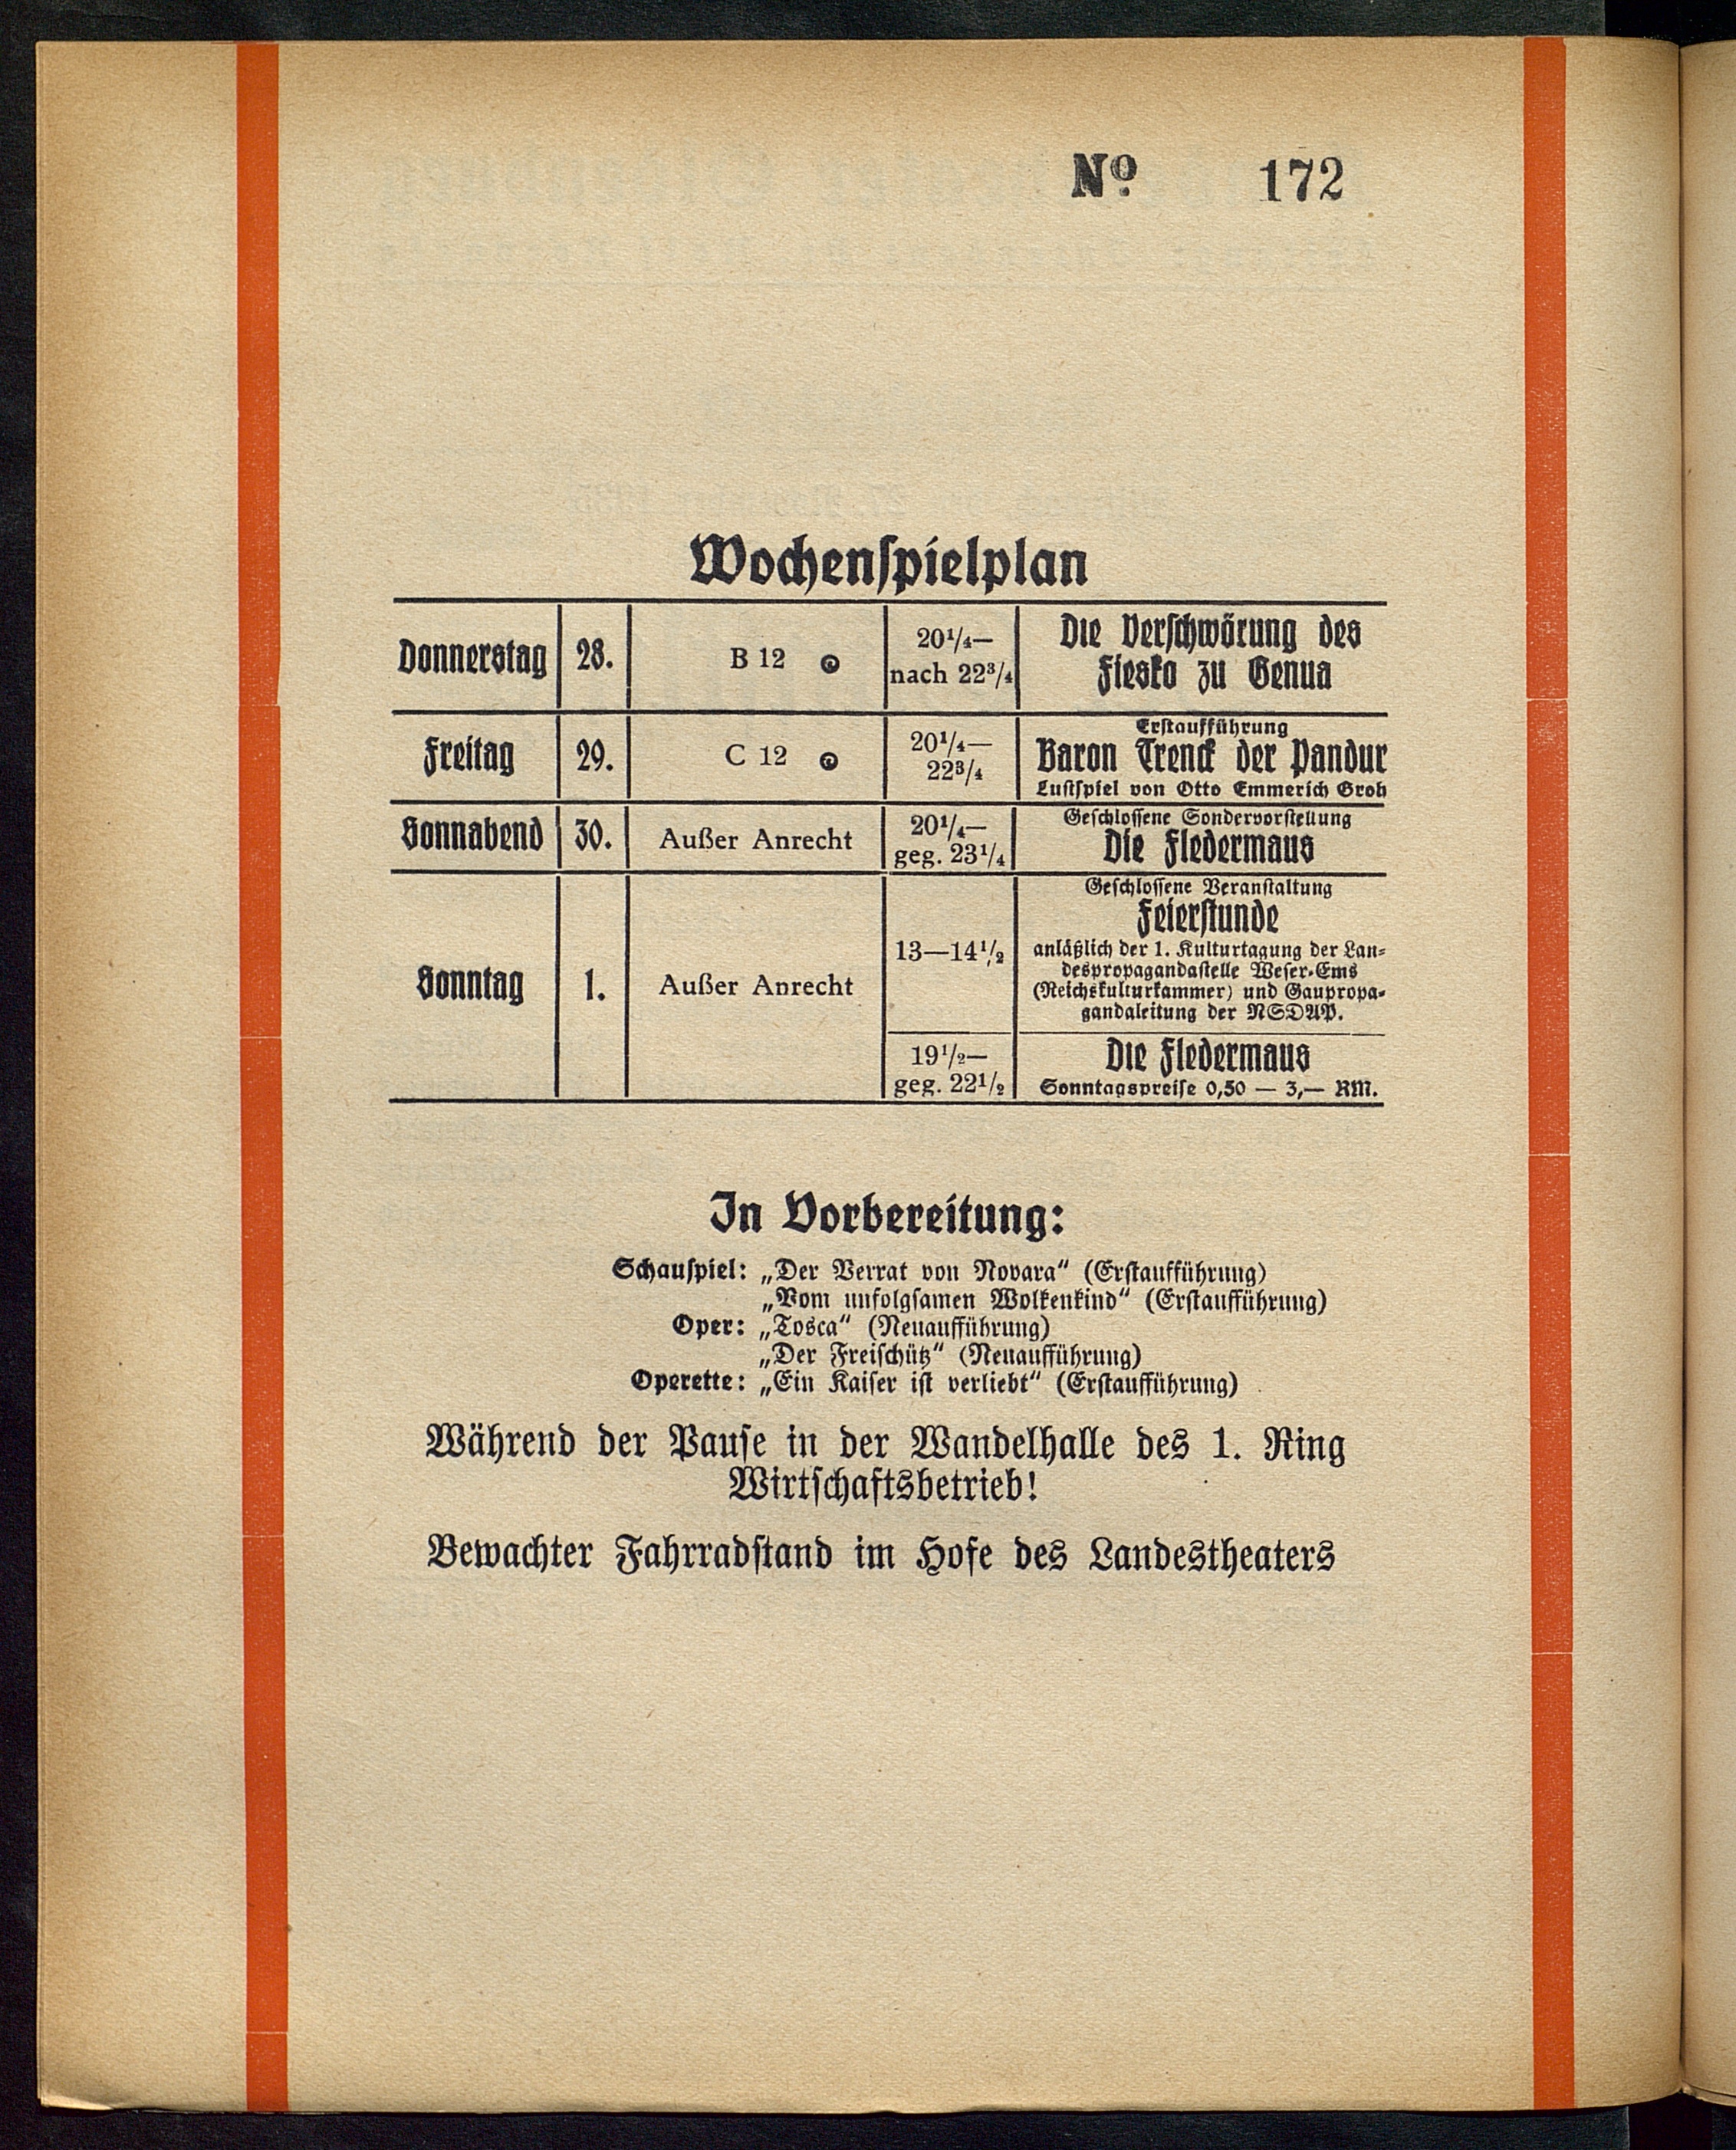 Nº 172
Wochenspielplan
Donnerstag 28. B 12 20¼— nach 22¾ Die Verschwörung des Fiesko zu Genua
Freitag 29. C 12 20¼— 22¾ Erstaufführung
Baron Trenck der Pandur
Lustspiel von Otto Emmerich Groh
Sonnabend 30. Außer Anrecht 20¼— geg. 23¼ Geschlossene Sondervorstellung
Die Fledermaus
Sonntag 1. Außer Anrecht 13—14½ Geschlossene Veranstaltung
Feierstunde
anläßlich der 1. Kulturtagung der Lan-
despropagandastelle Weser-Ems
(Reichskulturkammer) und Gaupropa-
gandaleitung der NSDAP.
19½— geg. 22½ Die Fledermaus
Sonntagspreise 0,50 — 3,— RM.
In Vorbereitung:
Schauspiel: „Der Verrat von Novara“ (Erstaufführung)
„Vom unfolgsamen Wolkenkind“ (Erstaufführung)
Oper: „Tosca“ (Neuaufführung)
„Der Freischütz“ (Neuaufführung)
Operette: „Ein Kaiser ist verliebt“ (Erstaufführung)
Während der Pause in der Wandelhalle des 1. Ring
Wirtschaftsbetrieb!
Bewachter Fahrradstand im Hofe des Landestheaters